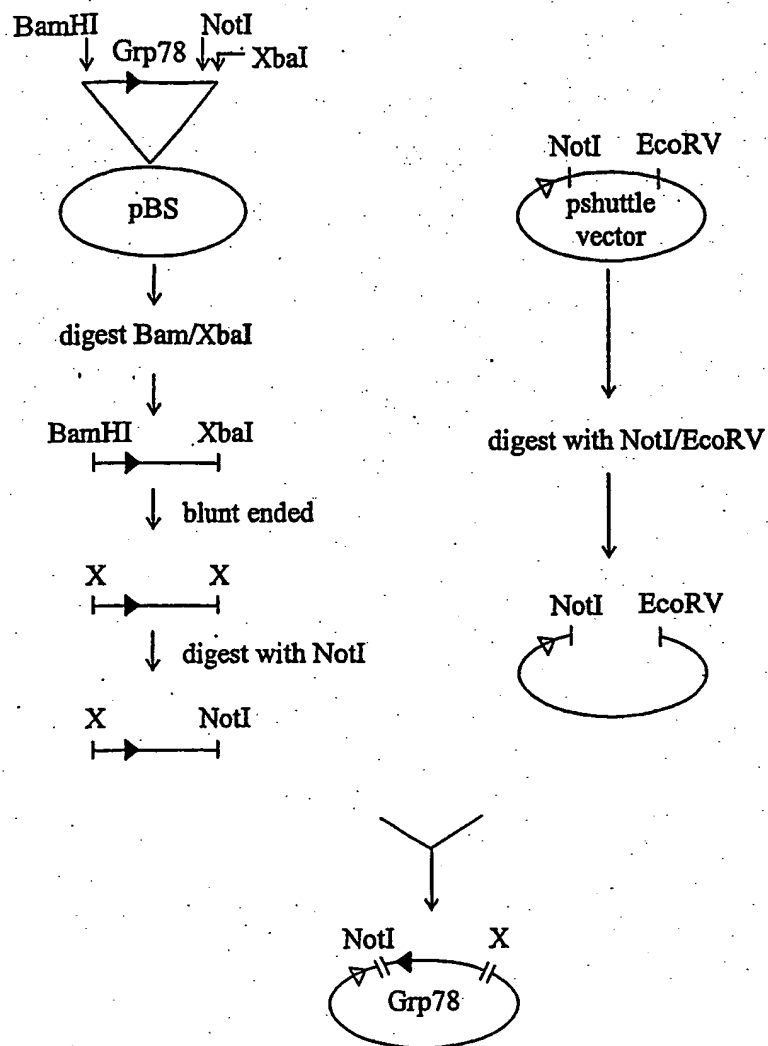 BamHI
NotI
Grp78
XbaI
pBS
digest Bam/XbaI
BamHI XbaI
blunt ended
X X
digest with NotI
X NotI
NotI EcoRV
pshuttle
vector
digest with NotI/EcoRV
NotI EcoRV
NotI X
Grp78